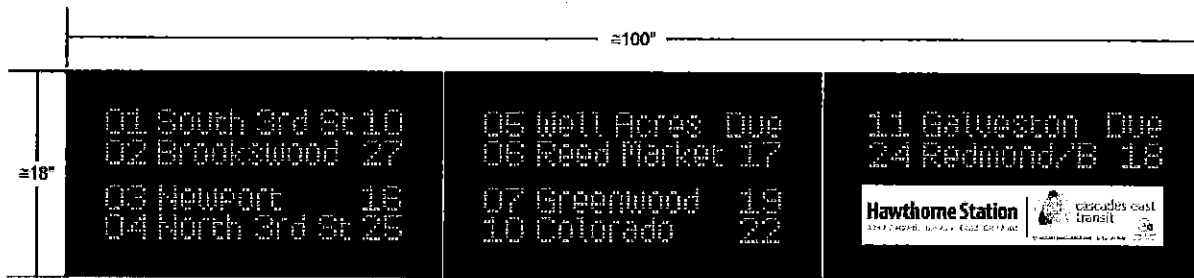 ≅100"
≅18"
01 South 3rd St 10
02 Brookswood 27
03 Newport 16
04 North 3rd St 25
05 Well Acres Due
06 Reed Market 17
07 Greenwood 19
10 Colorado 22
11 Galveston Due
24 Redmond/B 18
Hawthorne Station
cascades east
transit